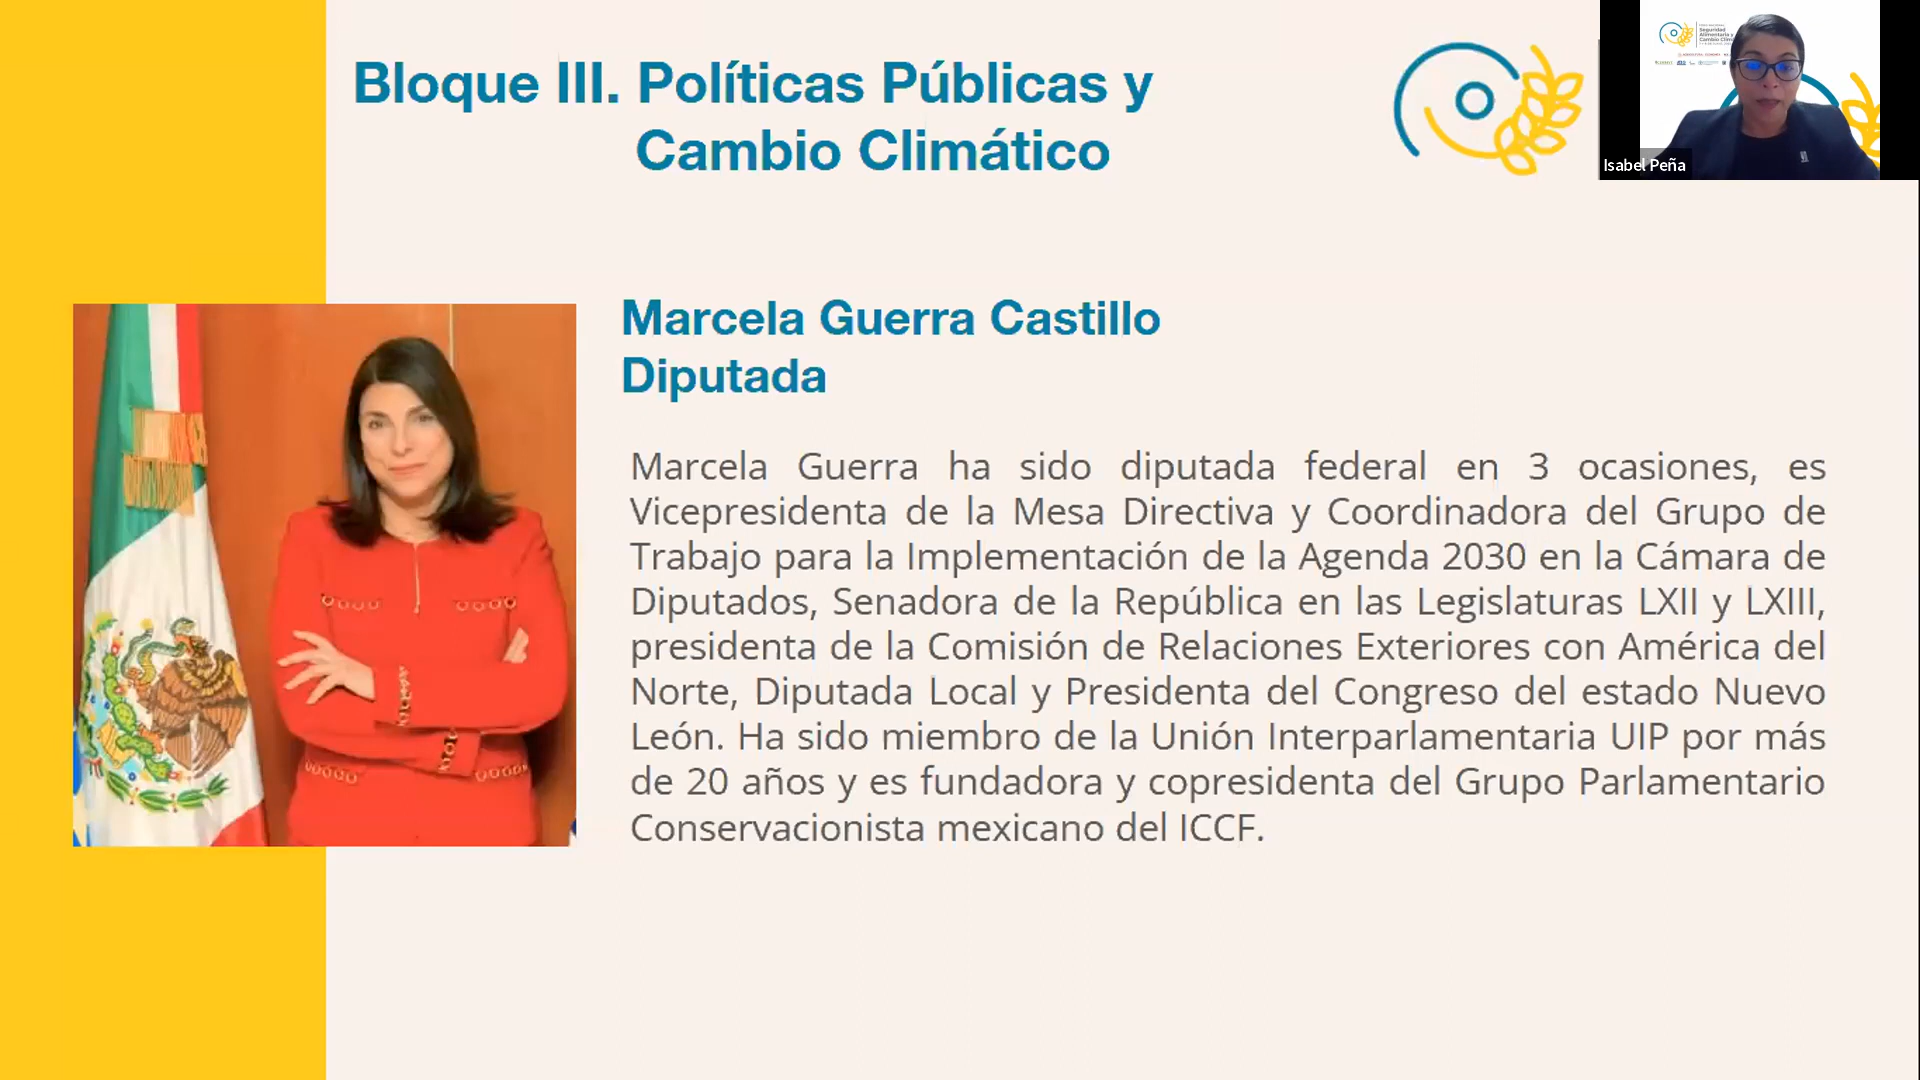 Bloque III. Políticas Públicas y
Cambio Climático
Seguridad
Alimentaria y
Isabel Peña
Marcela Guerra Castillo
Diputada
Marcela Guerra ha sido diputada federal en 3 ocasiones, es
Vicepresidenta de la Mesa Directiva y Coordinadora del Grupo de
Trabajo para la Implementación de la Agenda 2030 en la Cámara de
Diputados, Senadora de la República en las Legislaturas LXII y LXIII,
presidenta de la Comisión de Relaciones Exteriores con América del
Norte, Diputada Local y Presidenta del Congreso del estado Nuevo
León. Ha sido miembro de la Unión Interparlamentaria UIP por más
de 20 años y es fundadora y copresidenta del Grupo Parlamentario
Conservacionista mexicano del ICCF.